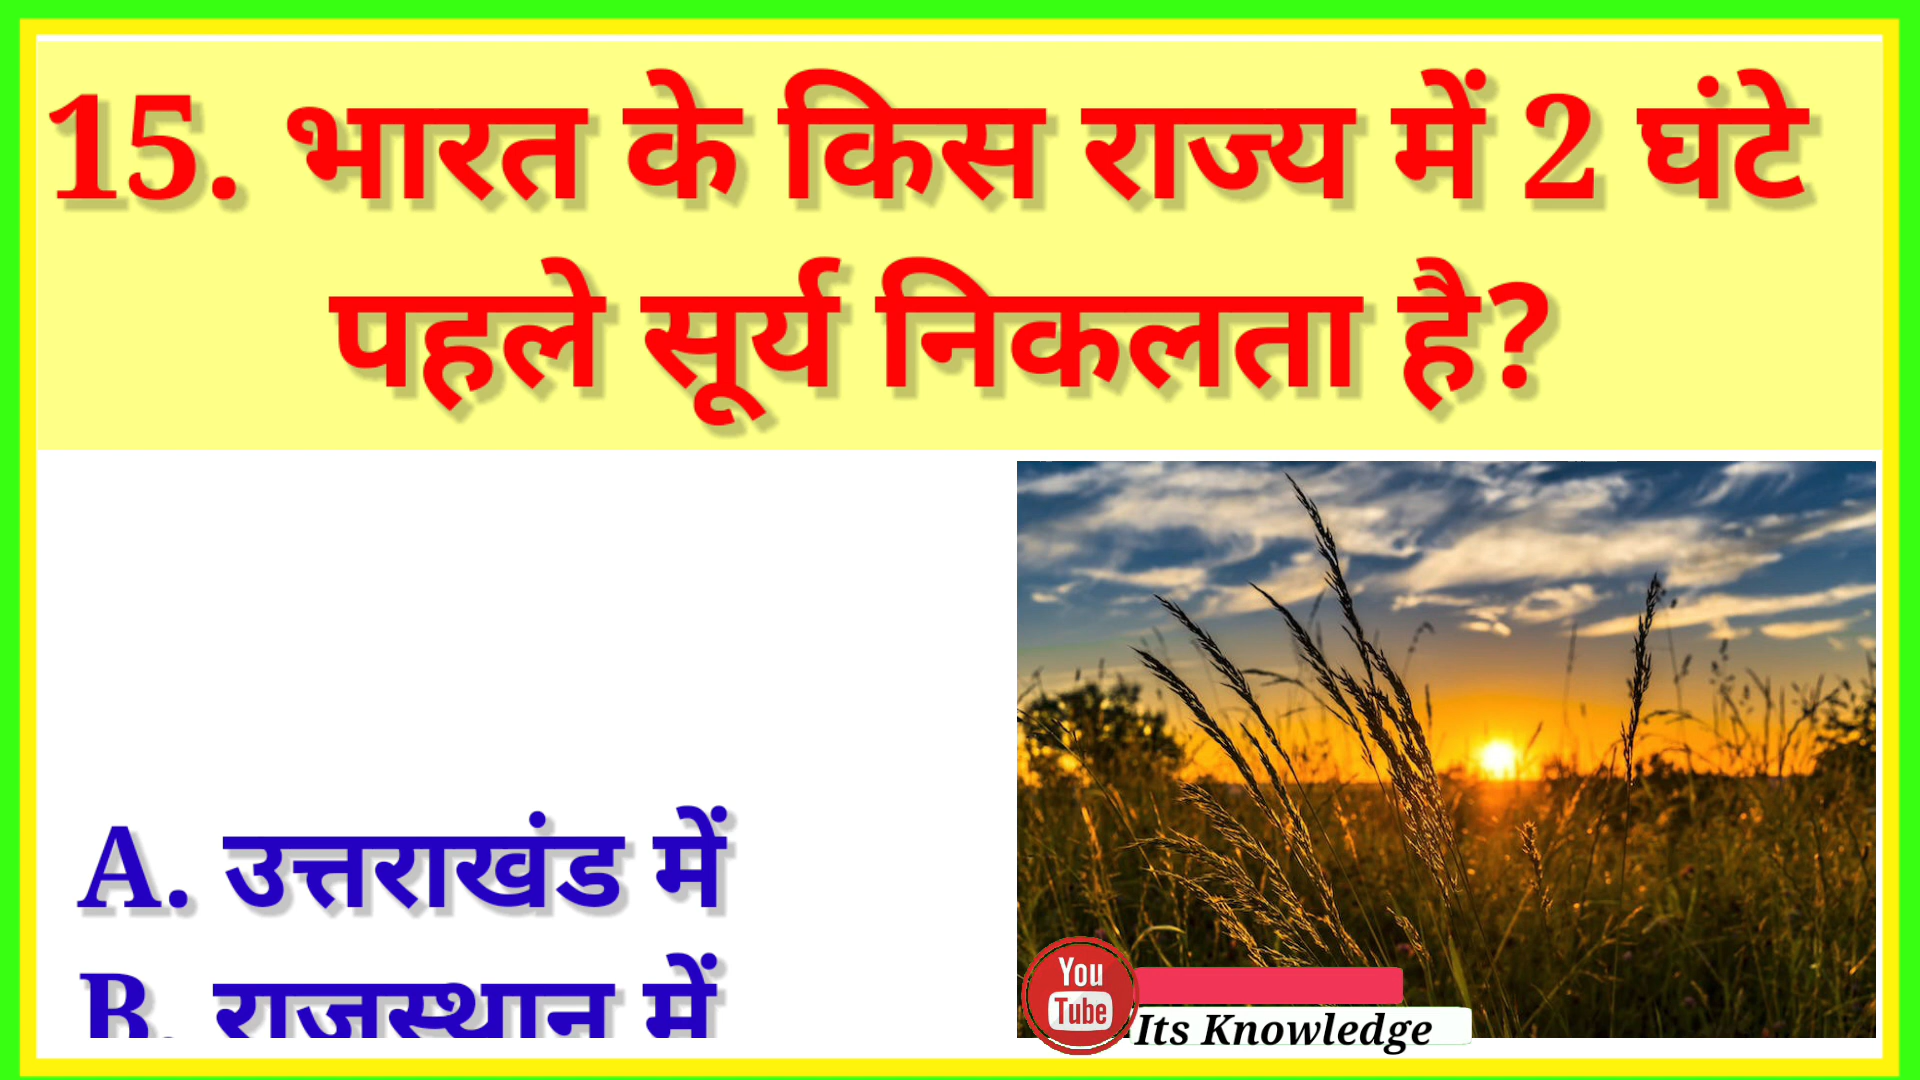 15. भारत के किस राज्य में 2 घंटे
पहले सूर्य निकलता है?
A. उत्तराखंड में
B. राजस्थान में
You
Tube
Its Knowledge